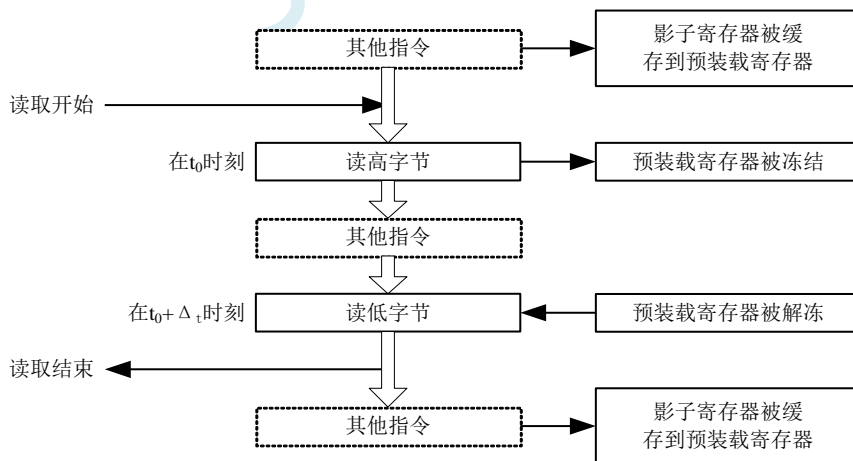 其他指令
影子寄存器被缓
存到预装载寄存器
读取开始
在t₀时刻
读高字节
预装载寄存器被冻结
其他指令
在t₀+Δt时刻
读低字节
预装载寄存器被解冻
读取结束
其他指令
影子寄存器被缓
存到预装载寄存器